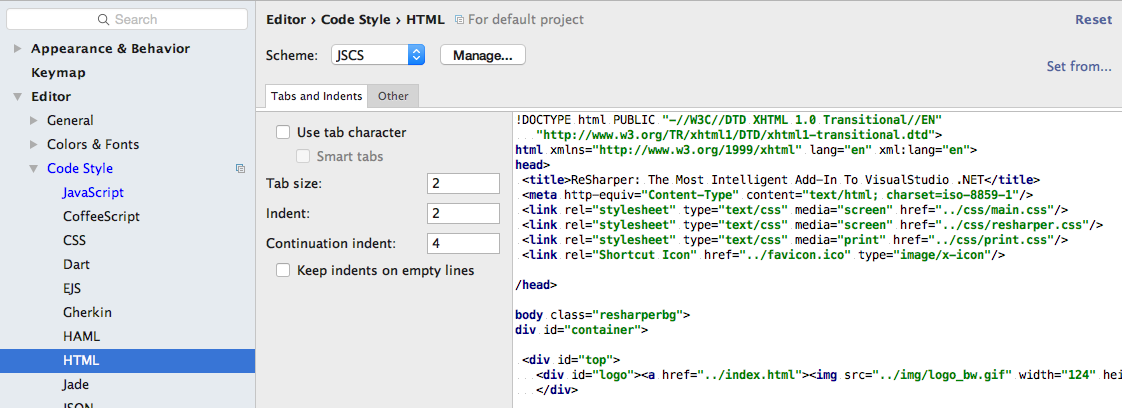 Search
Appearance & Behavior
Keymap
Editor
General
Colors & Fonts
Code Style
JavaScript
CoffeeScript
CSS
Dart
EJS
Gherkin
HAML
HTML
Jade
JSON
Editor › Code Style › HTML For default project
Reset
Scheme: JSCS Manage...
Set from...
Tabs and Indents Other
Use tab character
Smart tabs
Tab size: 2
Indent: 2
Continuation indent: 4
Keep indents on empty lines
!DOCTYPE html PUBLIC "-//W3C//DTD XHTML 1.0 Transitional//EN"
"http://www.w3.org/TR/xhtml1/DTD/xhtml1-transitional.dtd">
html xmlns="http://www.w3.org/1999/xhtml" lang="en" xml:lang="en">
head>
<title>ReSharper: The Most Intelligent Add-In To VisualStudio .NET</title>
<meta http-equiv="Content-Type" content="text/html; charset=iso-8859-1"/>
<link rel="stylesheet" type="text/css" media="screen" href="../css/main.css"/>
<link rel="stylesheet" type="text/css" media="screen" href="../css/resharper.css"/>
<link rel="stylesheet" type="text/css" media="print" href="../css/print.css"/>
<link rel="Shortcut Icon" href="../favicon.ico" type="image/x-icon"/>
/head>
body class="resharperbg">
div id="container">
<div id="top">
<div id="logo"><a href="../index.html"><img src="../img/logo_bw.gif" width="124" hei
</div>